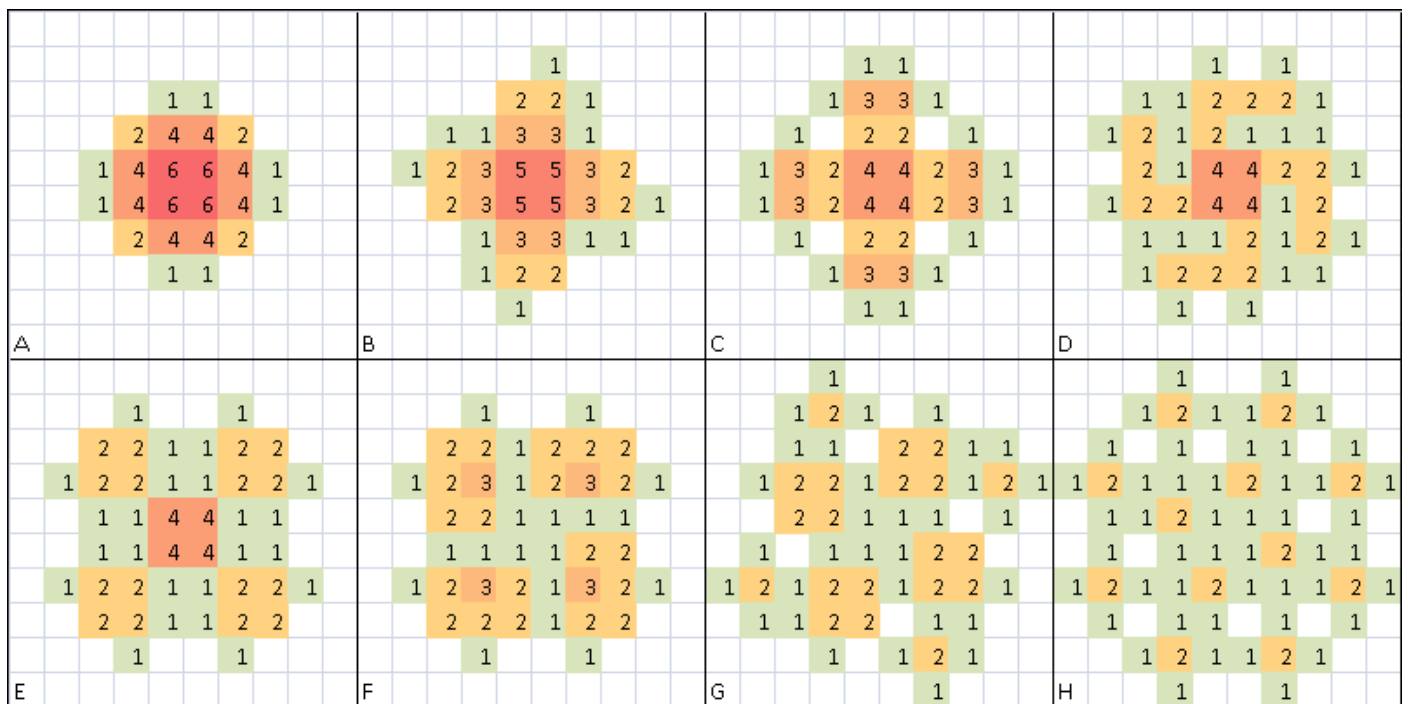 1 1
2 4 4 2
1 4 6 6 4 1
1 4 6 6 4 1
2 4 4 2
1 1
A
1
2 2 1
1 1 3 3 1
1 2 3 5 5 3 2
2 3 5 5 3 2 1
1 3 3 1 1
1 2 2
1
B
1 1
1 3 3 1
1 2 2 1
1 3 2 4 4 2 3 1
1 3 2 4 4 2 3 1
1 2 2 1
1 3 3 1
1 1
C
1 1
1 1 2 2 2 1
1 2 1 2 1 1 1
2 1 4 4 2 2 1
1 2 2 4 4 1 2
1 1 1 2 1 2 1
1 2 2 2 1 1
1 1
D
1 1
2 2 1 1 2 2
1 2 2 1 1 2 2 1
1 1 4 4 1 1
1 1 4 4 1 1
1 2 2 1 1 2 2 1
2 2 1 1 2 2
1 1
E
1 1
2 2 1 2 2 2
1 2 3 1 2 3 2 1
2 2 1 1 1 1
1 1 1 1 2 2
1 2 3 2 1 3 2 1
2 2 2 1 2 2
1 1
F
1
1 2 1 1
1 1 2 2 1 1
1 2 2 1 2 2 1 2 1
2 2 1 1 1 1
1 1 1 1 2 2
1 2 1 2 2 1 2 2 1
1 1 2 2 1 1
1 1 2 1
1
G
1 1
1 2 1 1 2 1
1 1 1 1 1
1 2 1 1 1 2 1 1 2 1
1 1 2 1 1 1 1
1 1 1 1 2 1 1
1 2 1 1 2 1 1 1 2 1
1 1 1 1 1
1 2 1 1 2 1
1 1
H